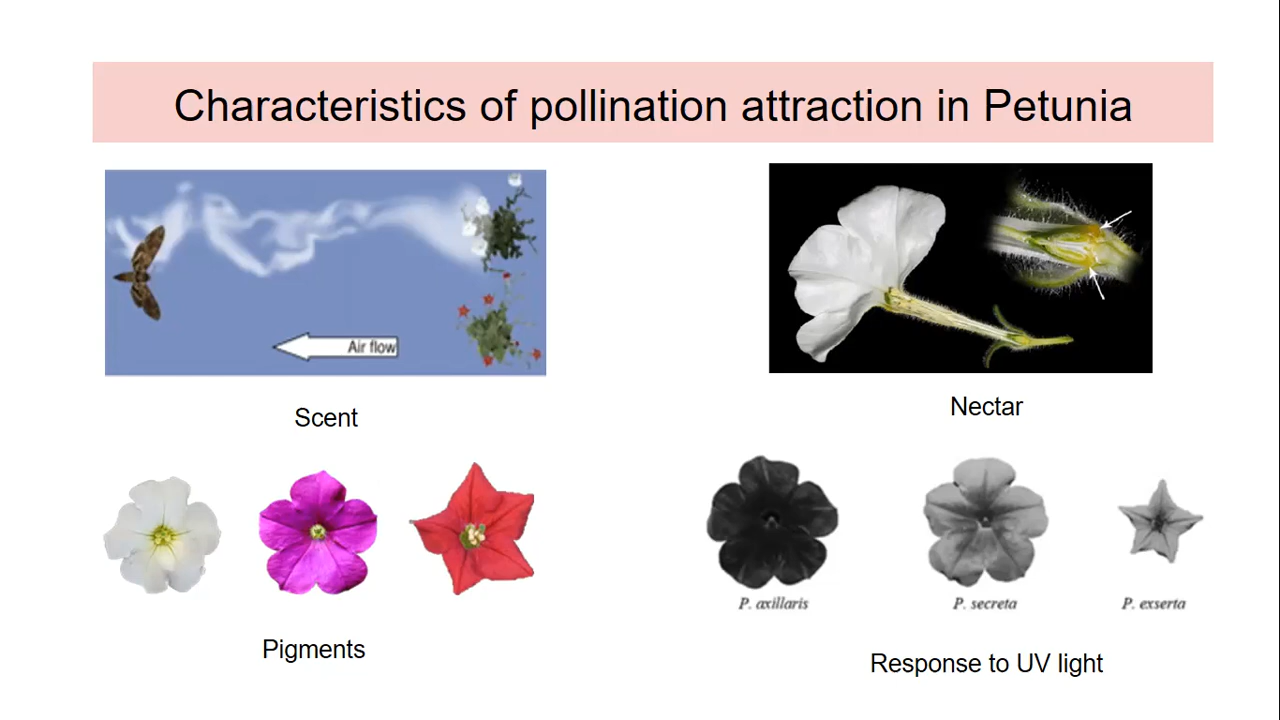 Characteristics of pollination attraction in Petunia
Air flow
Scent
Nectar
Pigments
P. axillaris
P. secreta
P. exserta
Response to UV light